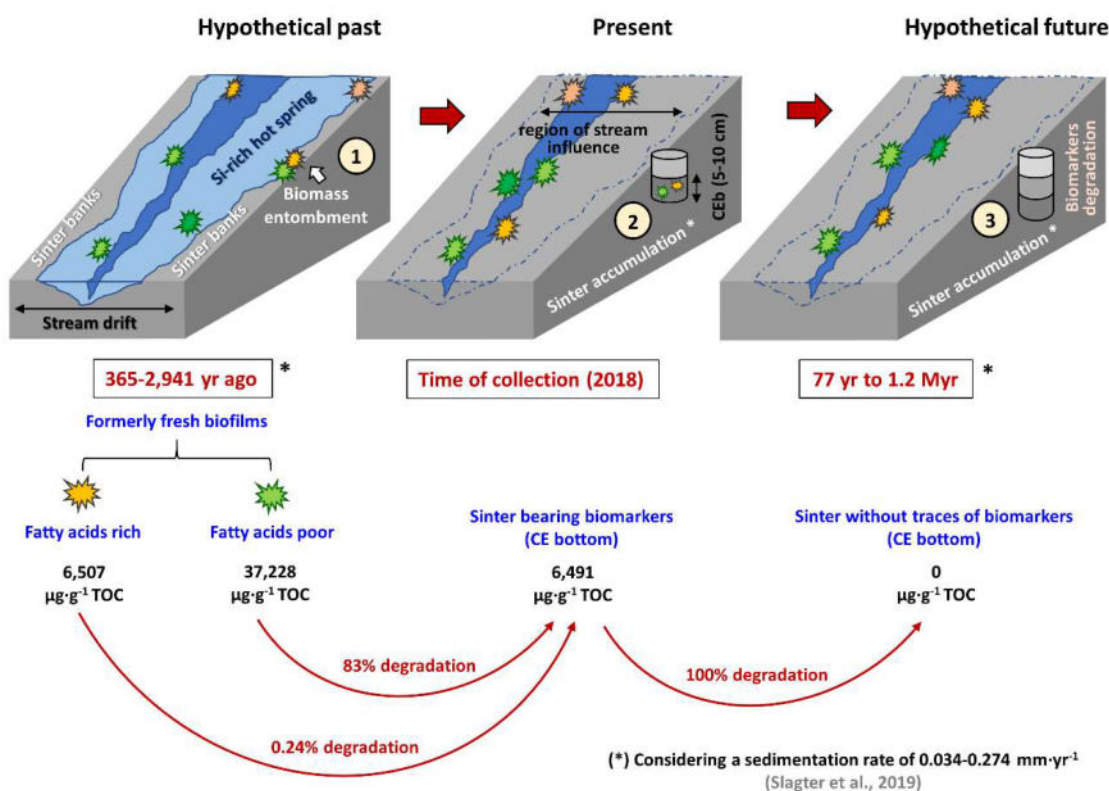 Hypothetical past
Present
Hypothetical future
Si-rich hot spring
1
Biomass
entombment
Sinter banks
Sinter banks
Stream drift
region of stream
influence
CEb (5-10 cm)
2
Sinter accumulation *
Biomarkers
degradation
3
Sinter accumulation *
365-2,941 yr ago *
Time of collection (2018)
77 yr to 1.2 Myr *
Formerly fresh biofilms
Fatty acids rich
Fatty acids poor
Sinter bearing biomarkers
(CE bottom)
Sinter without traces of biomarkers
(CE bottom)
6,507
µg·g⁻¹ TOC
37,228
µg·g⁻¹ TOC
6,491
µg·g⁻¹ TOC
0
µg·g⁻¹ TOC
83% degradation
100% degradation
0.24% degradation
(*) Considering a sedimentation rate of 0.034-0.274 mm·yr⁻¹
(Slagter et al., 2019)